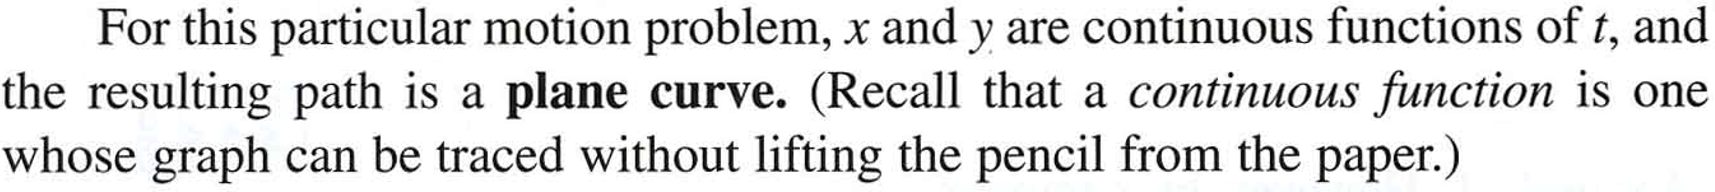 For this particular motion problem, x and y are continuous functions of t, and
the resulting path is a plane curve. (Recall that a continuous function is one
whose graph can be traced without lifting the pencil from the paper.)